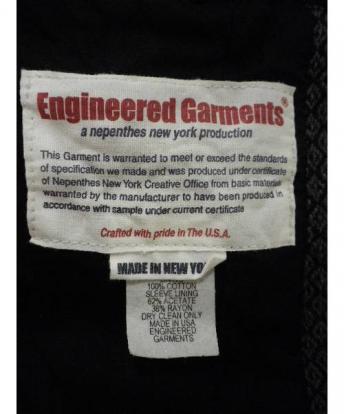 Engineered Garments®
a nepenthes new york production
This Garment is warranted to meet or exceed the standards
of specification we made and was produced under certificate
of Nepenthes New York Creative Office from basic material
warranted by the manufacturer to have been produced in
accordance with sample under current certificate
Crafted with pride in The U.S.A.
MADE IN NEW YO
100% COTTON
SLEEVE LINING
62% ACETATE
38% RAYON
DRY CLEAN ONLY
MADE IN USA
ENGINEERED
GARMENTS